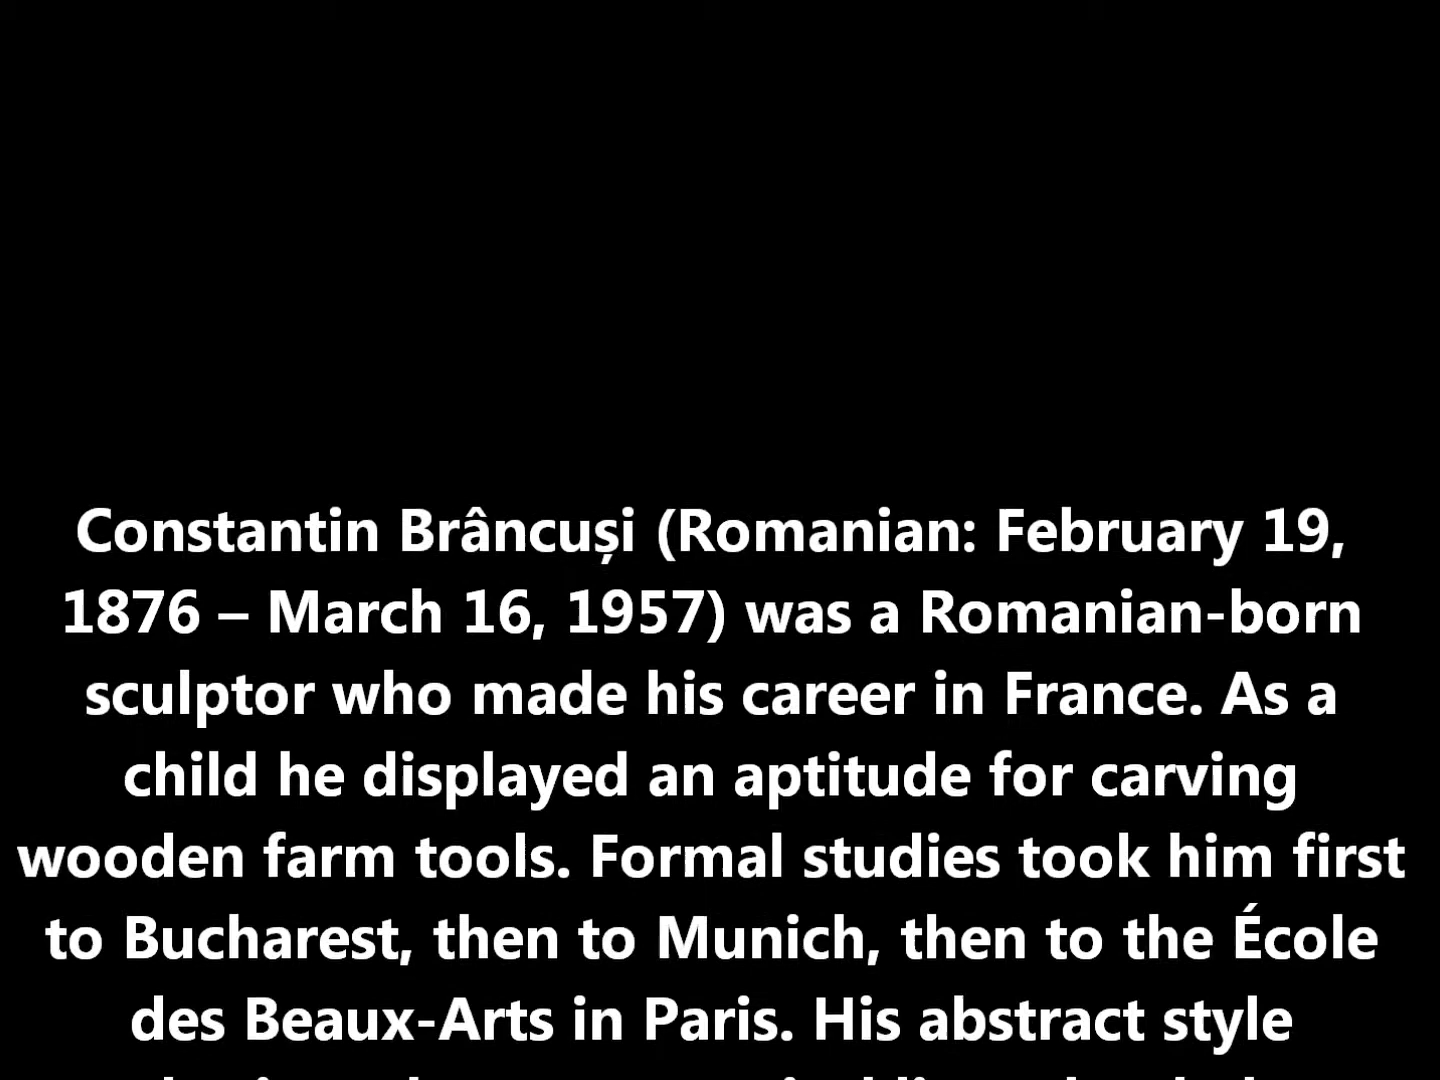 Constantin Brâncuși (Romanian: February 19,
1876 – March 16, 1957) was a Romanian-born
sculptor who made his career in France. As a
child he displayed an aptitude for carving
wooden farm tools. Formal studies took him first
to Bucharest, then to Munich, then to the École
des Beaux-Arts in Paris. His abstract style